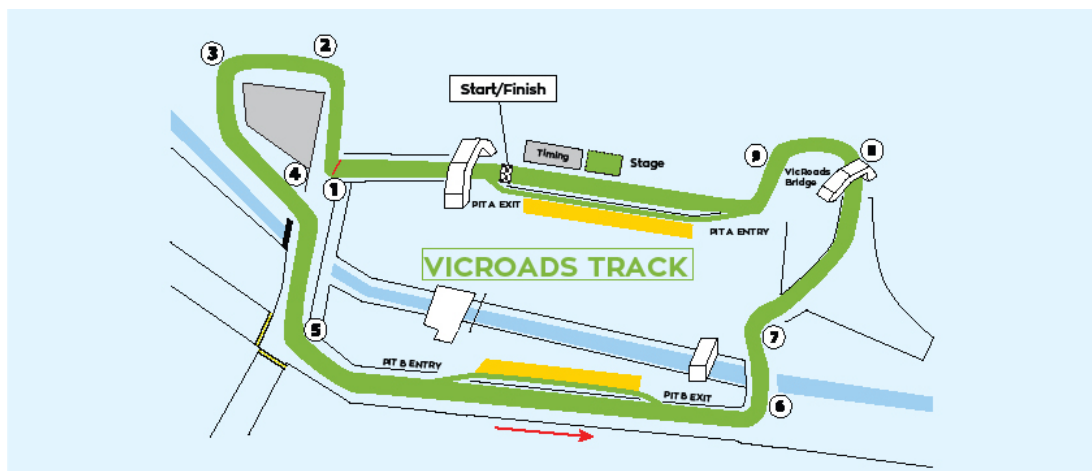 3
2
Start/Finish
Timing
Stage
9
8
VicRoads
Bridge
4
1
PIT A EXIT
PIT A ENTRY
VICROADS TRACK
5
7
PIT B ENTRY
PIT B EXIT
6